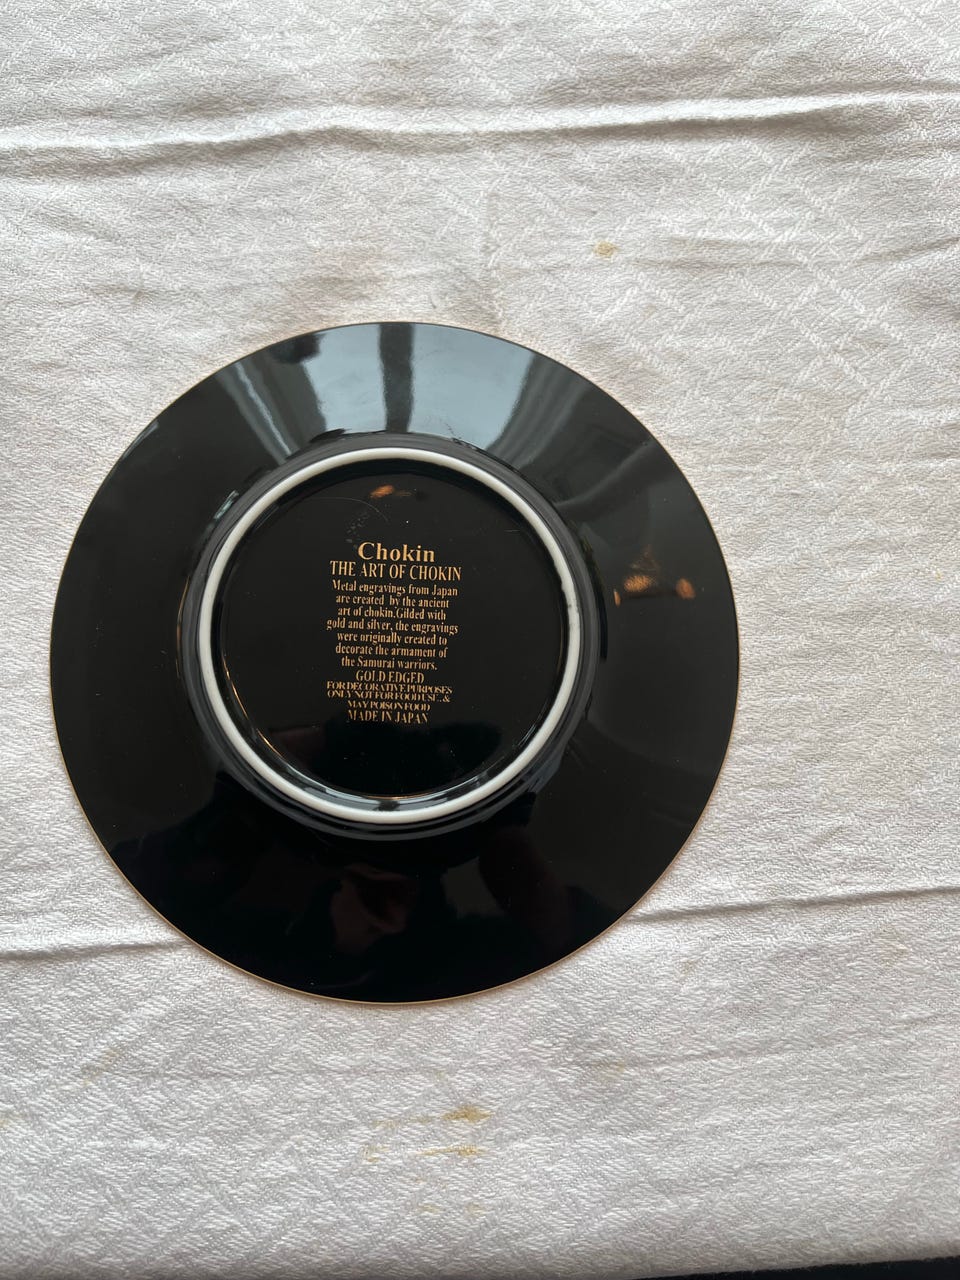 Chokin
THE ART OF CHOKIN
Metal engravings from Japan
are created by the ancient
art of chokin.Gilded with
gold and silver, the engravings
were originally created to
decorate the armament of
the Samurai warriors.
GOLD EDGED
FOR DECORATIVE PURPOSES
ONLY NOT FOR FOOD USE..&
MAY POISON FOOD
MADE IN JAPAN